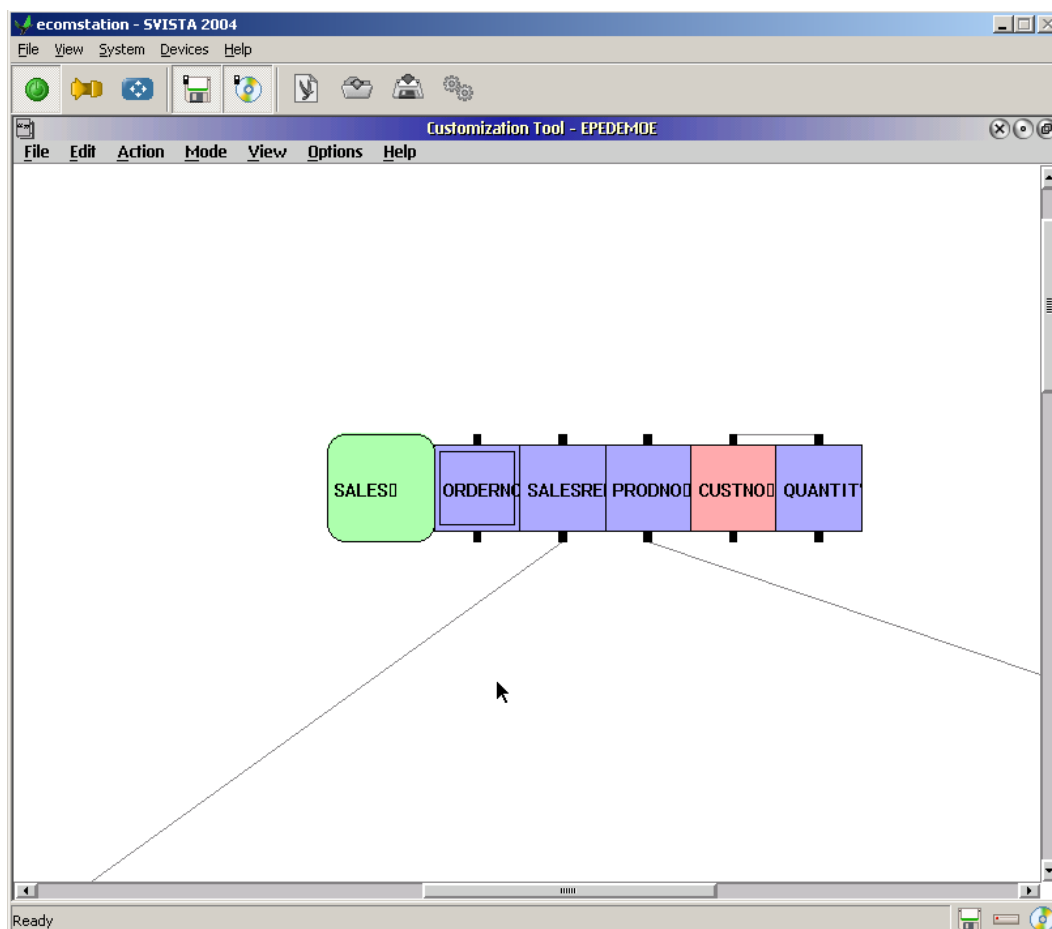 ecomstation - SVISTA 2004
File View System Devices Help
Customization Tool - EPEDEMOE
File Edit Action Mode View Options Help
SALES▯ ORDERNO SALESRE PRODNO▯ CUSTNO▯ QUANTIT
Ready